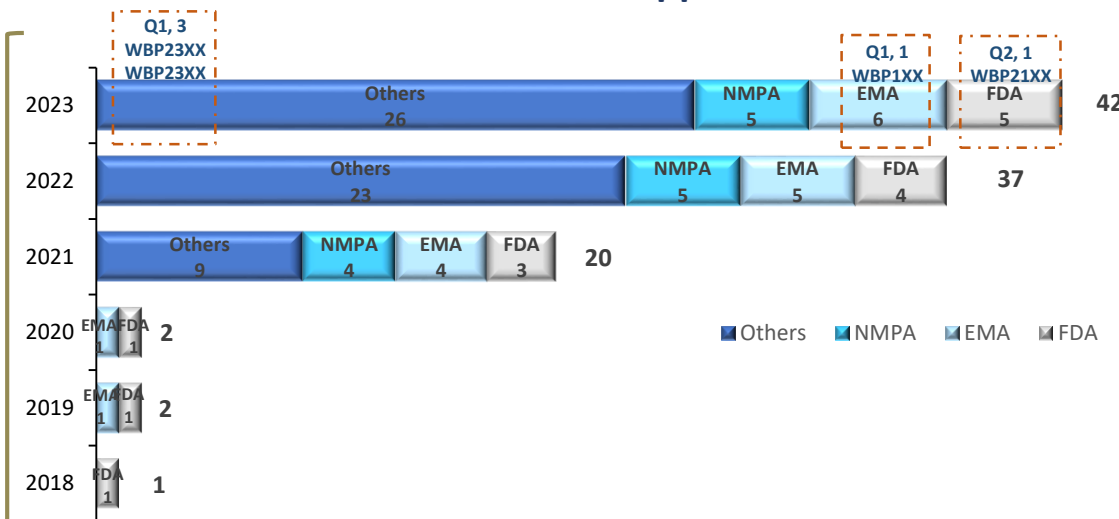 Q1, 3
WBP23XX
WBP23XX
Q1, 1
WBP1XX
Q2, 1
WBP21XX
2023
Others
26
NMPA
5
EMA
6
FDA
5
42
2022
Others
23
NMPA
5
EMA
5
FDA
4
37
2021
Others
9
NMPA
4
EMA
4
FDA
3
20
2020
EMA
1
FDA
1
2
Others
NMPA
EMA
FDA
2019
EMA
1
FDA
1
2
2018
FDA
1
1